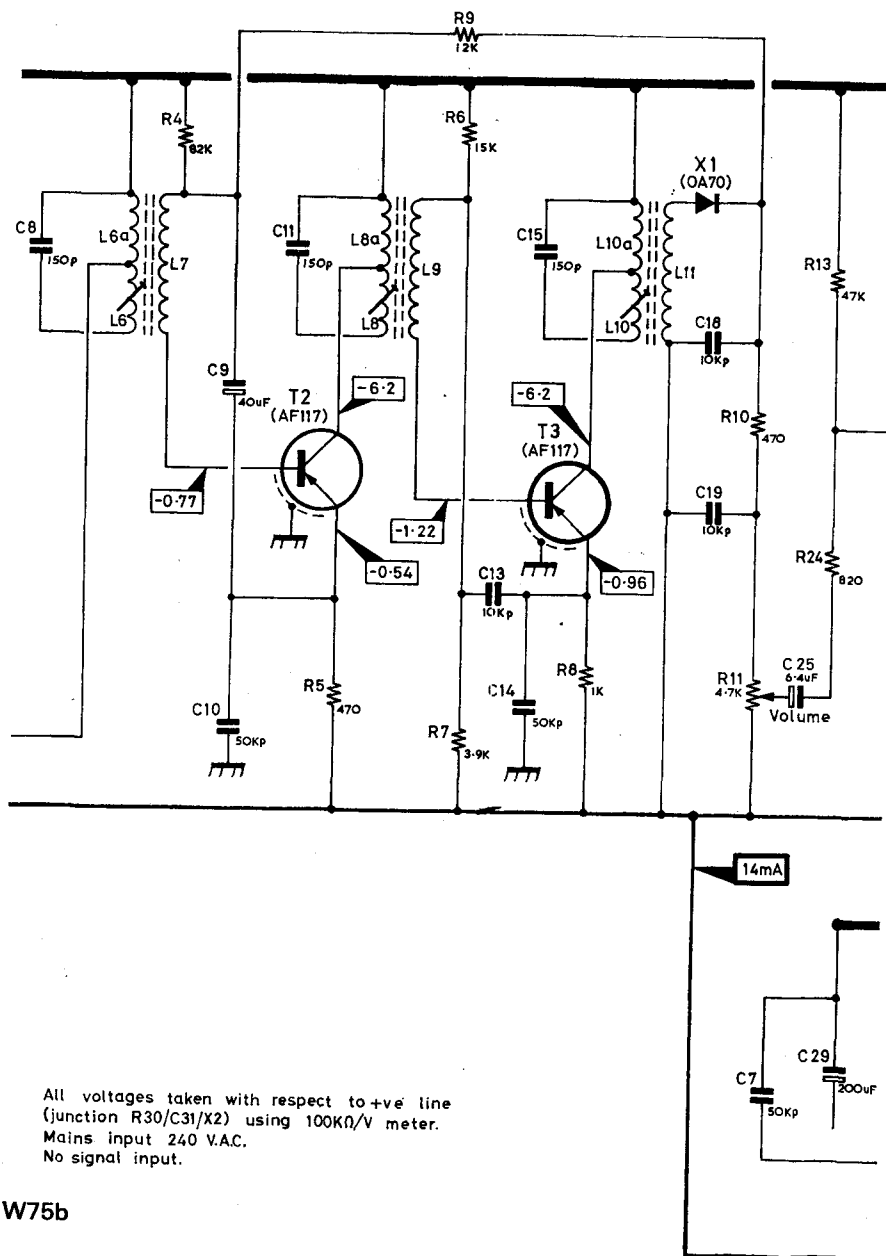 R9
12K
R4
82K
R6
15K
X1
(OA70)
C8
150p
L6a
L7
L6
C11
150p
L8a
L9
L8
C15
150p
L10a
L11
L10
R13
47K
C18
10Kp
C9
40uF
T2
(AF117)
-6.2
-6.2
T3
(AF117)
R10
470
-0.77
-1.22
C19
10Kp
-0.54
-0.96
C13
10Kp
R24
820
R5
470
C10
50Kp
R7
3.9K
C14
50Kp
R8
1K
R11
4.7K
C25
6.4uF
Volume
14mA
C7
50Kp
C29
200uF
All voltages taken with respect to +ve line
(junction R30/C31/X2) using 100KΩ/V meter.
Mains input 240 V.A.C.
No signal input.
W75b